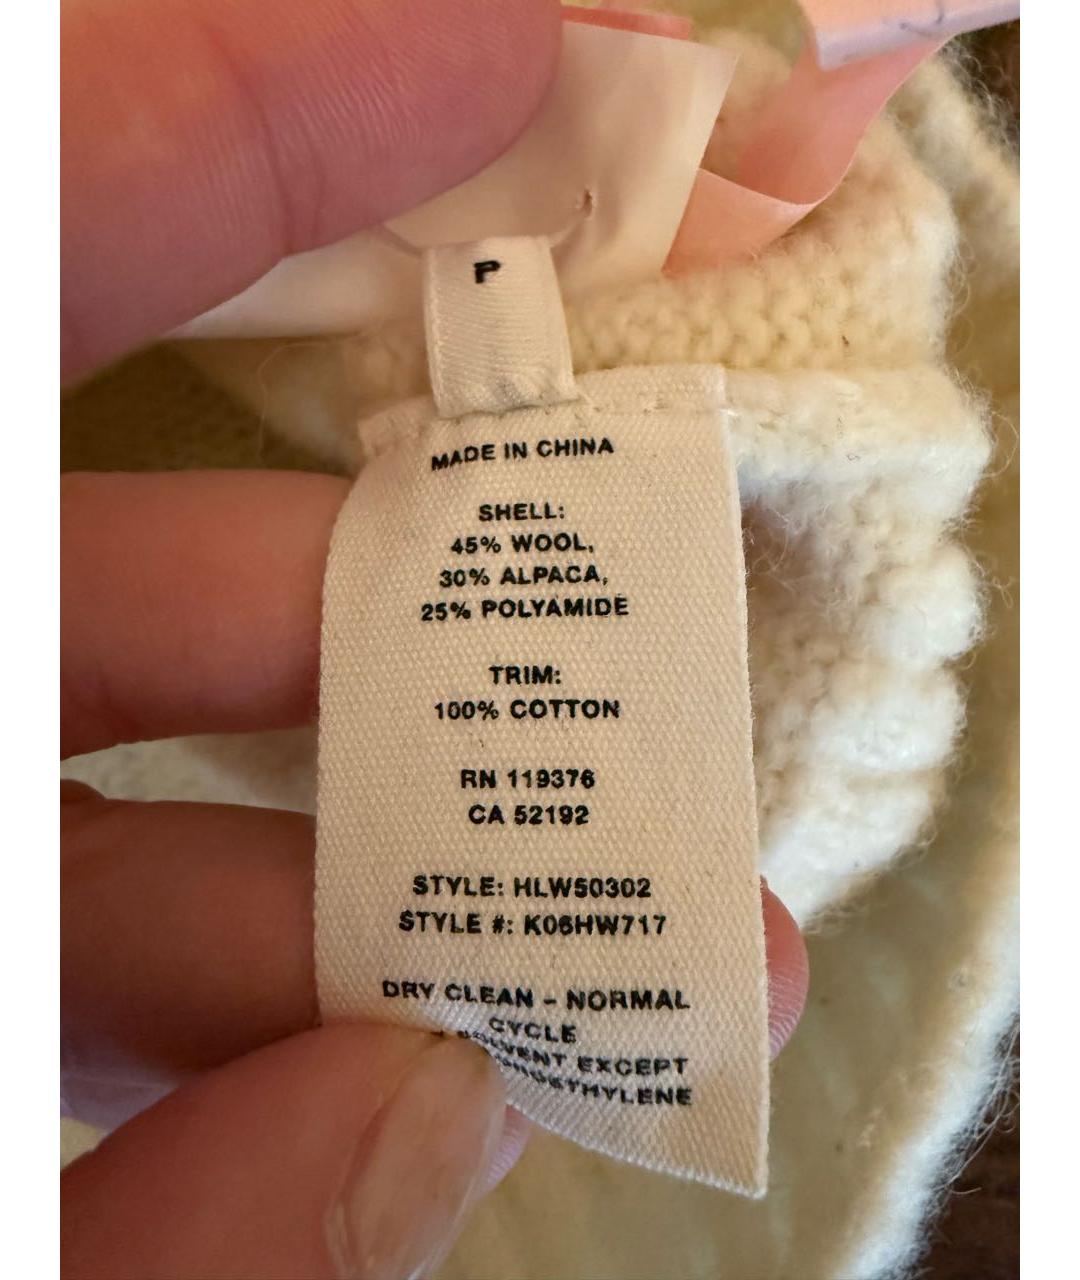 P
MADE IN CHINA
SHELL:
45% WOOL,
30% ALPACA,
25% POLYAMIDE
TRIM:
100% COTTON
RN 119376
CA 52192
STYLE: HLW50302
STYLE #: K06HW717
DRY CLEAN - NORMAL
CYCLE
SOLVENT EXCEPT